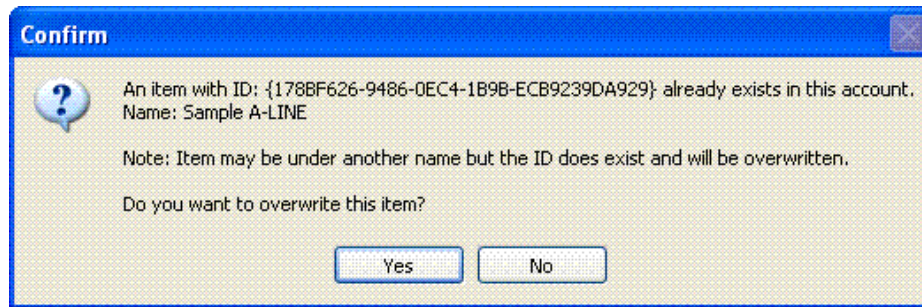 Confirm
An item with ID: {178BF626-9486-0EC4-1B9B-ECB9239DA929} already exists in this account.
Name: Sample A-LINE
Note: Item may be under another name but the ID does exist and will be overwritten.
Do you want to overwrite this item?
Yes No